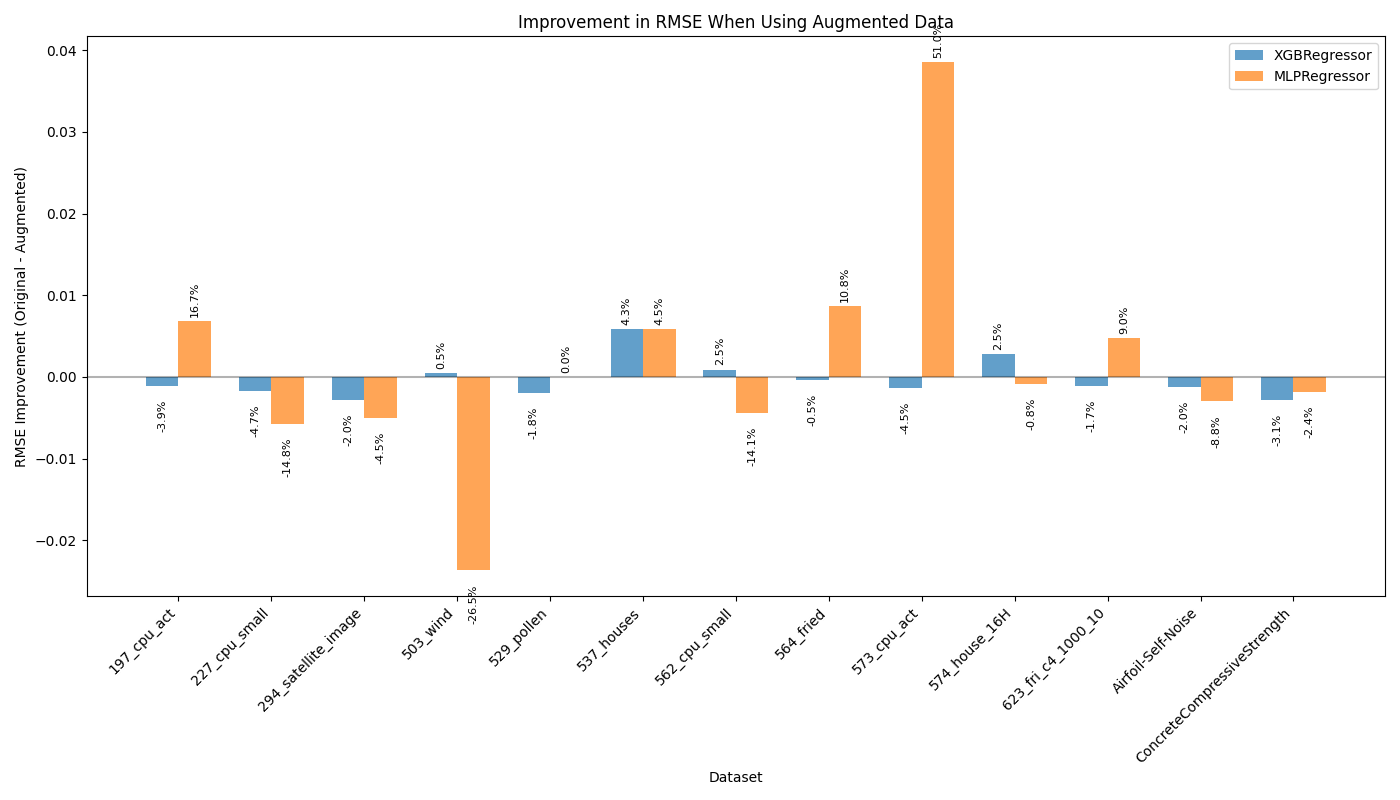 Improvement in RMSE When Using Augmented Data
XGBRegressor
MLPRegressor
RMSE Improvement (Original - Augmented)
0.04
0.03
0.02
0.01
0.00
−0.01
−0.02
-3.9%
16.7%
-4.7%
-14.8%
-2.0%
-4.5%
0.5%
-26.5%
-1.8%
0.0%
4.3%
4.5%
2.5%
-14.1%
-0.5%
10.8%
-4.5%
51.0%
2.5%
-0.8%
-1.7%
9.0%
-2.0%
-8.8%
-3.1%
-2.4%
197_cpu_act
227_cpu_small
294_satellite_image
503_wind
529_pollen
537_houses
562_cpu_small
564_fried
573_cpu_act
574_house_16H
623_fri_c4_1000_10
Airfoil-Self-Noise
ConcreteCompressiveStrength
Dataset